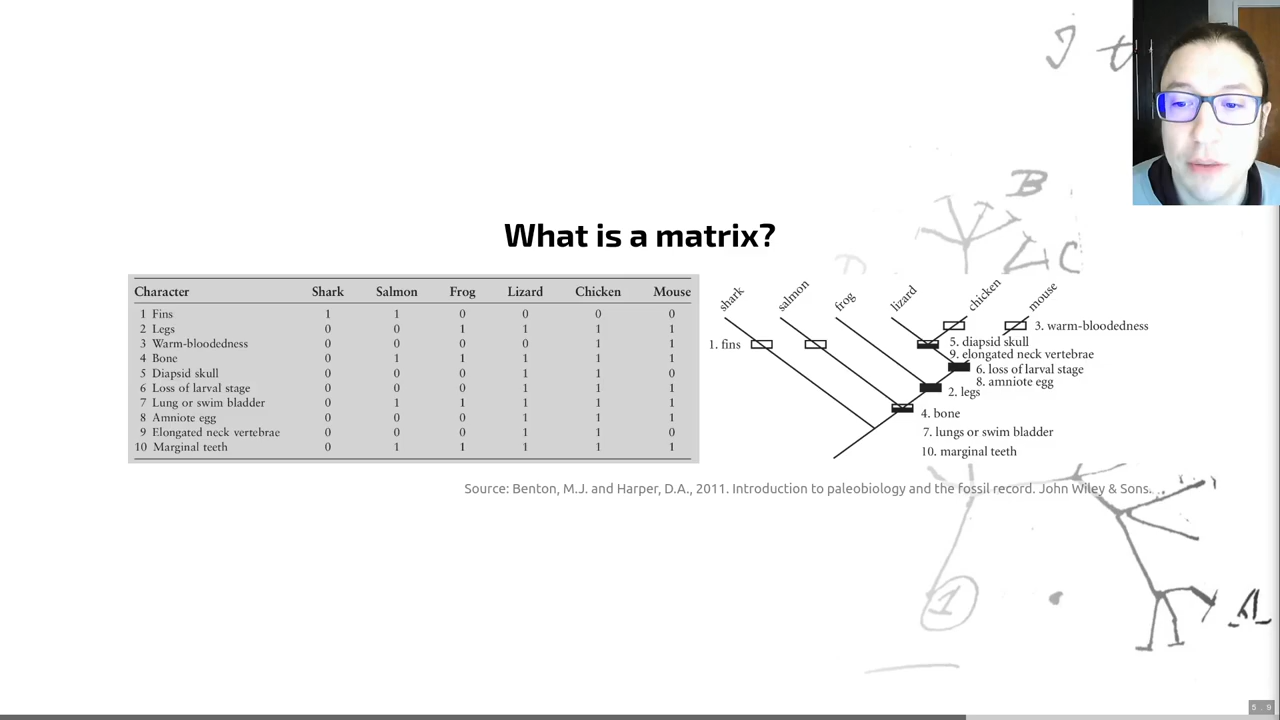 I t
B
C
D
What is a matrix?
Character Shark Salmon Frog Lizard Chicken Mouse
1 Fins 1 1 0 0 0 0
2 Legs 0 0 1 1 1 1
3 Warm-bloodedness 0 0 0 0 1 1
4 Bone 0 1 1 1 1 1
5 Diapsid skull 0 0 0 1 1 0
6 Loss of larval stage 0 0 0 1 1 1
7 Lung or swim bladder 0 1 1 1 1 1
8 Amniote egg 0 0 0 1 1 1
9 Elongated neck vertebrae 0 0 0 1 1 0
10 Marginal teeth 0 1 1 1 1 1
shark salmon frog lizard chicken mouse
3. warm-bloodedness
1. fins
5. diapsid skull
9. elongated neck vertebrae
6. loss of larval stage
8. amniote egg
2. legs
4. bone
7. lungs or swim bladder
10. marginal teeth
Source: Benton, M.J. and Harper, D.A., 2011. Introduction to paleobiology and the fossil record. John Wiley & Sons.
1
A
5 . 9